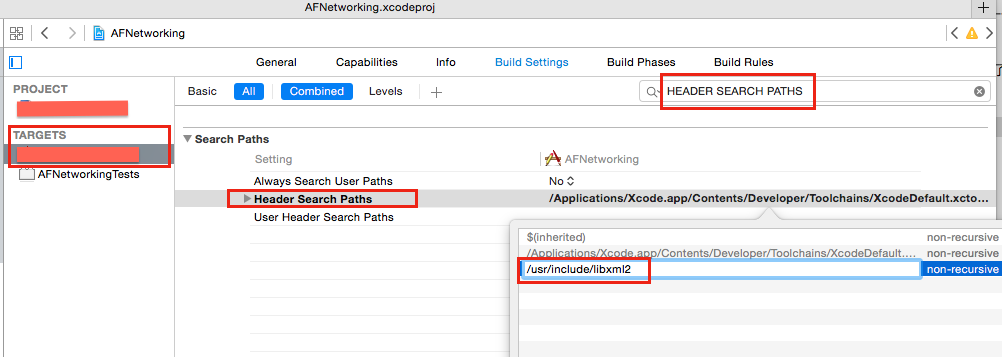 AFNetworking.xcodeproj
AFNetworking
General Capabilities Info Build Settings Build Phases Build Rules
PROJECT
Basic All Combined Levels HEADER SEARCH PATHS
TARGETS
AFNetworkingTests
Search Paths
Setting AFNetworking
Always Search User Paths No
Header Search Paths /Applications/Xcode.app/Contents/Developer/Toolchains/XcodeDefault.xcto...
User Header Search Paths
$(inherited) non-recursive
/Applications/Xcode.app/Contents/Developer/Toolchains/XcodeDefault.... non-recursive
/usr/include/libxml2 non-recursive